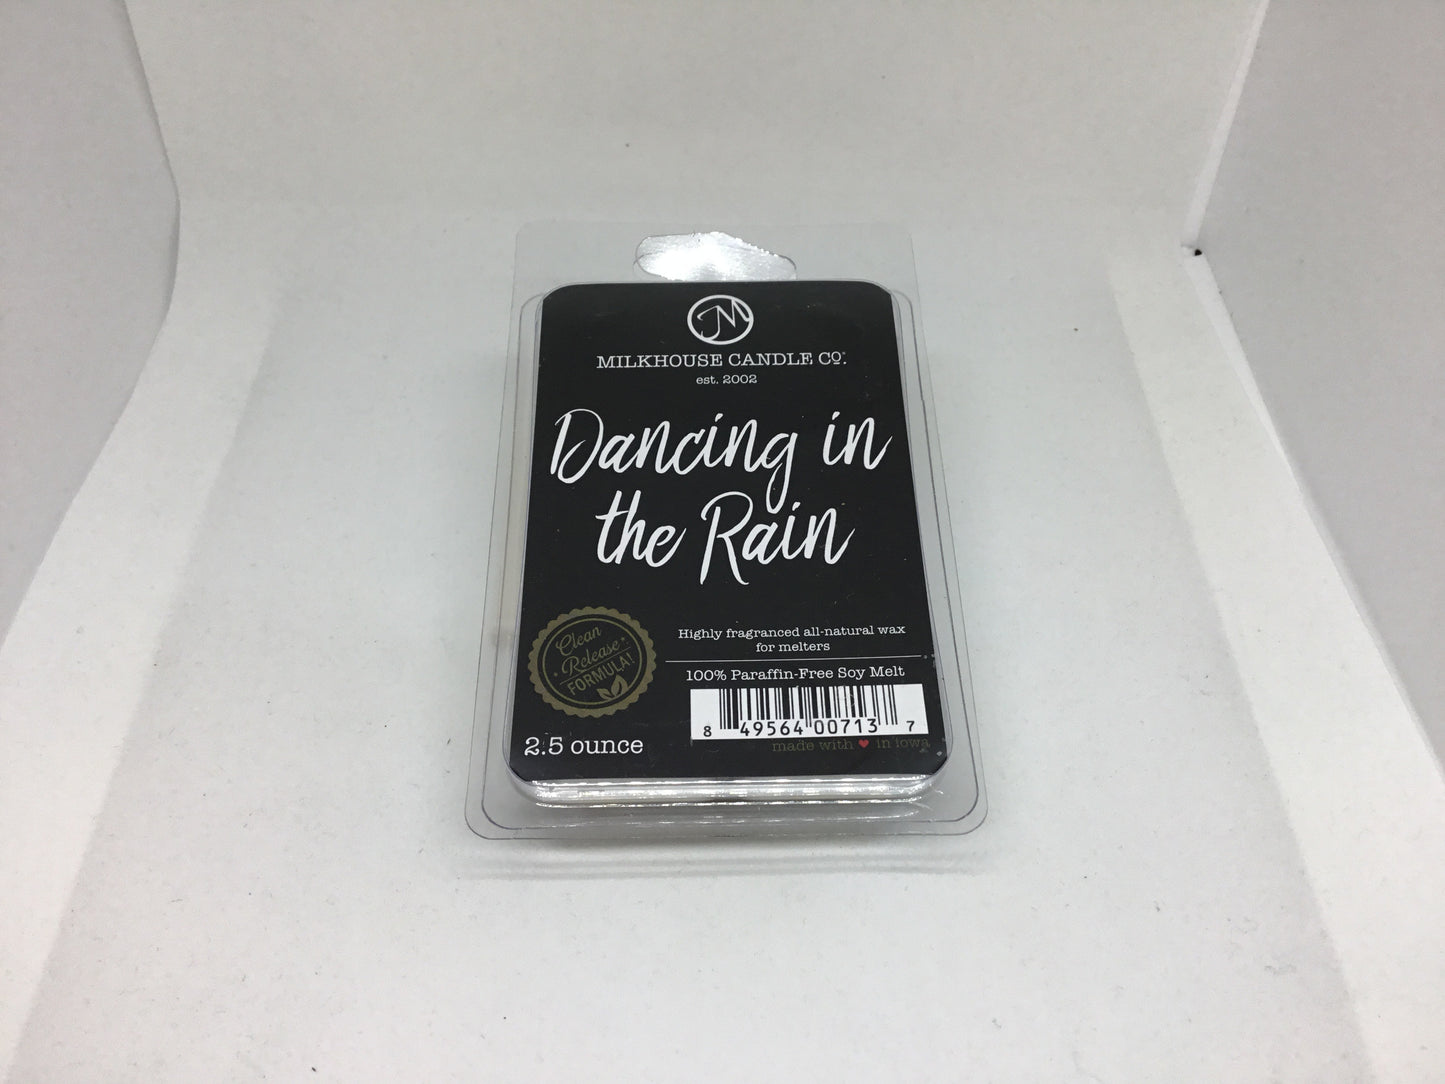 M
MILKHOUSE CANDLE CO.
est. 2002
Dancing in
the Rain
Clean
Release
FORMULA!
Highly fragranced all-natural wax
for melters
100% Paraffin-Free Soy Melt
8 49564 00713 7
2.5 ounce
made with ♥ in iowa